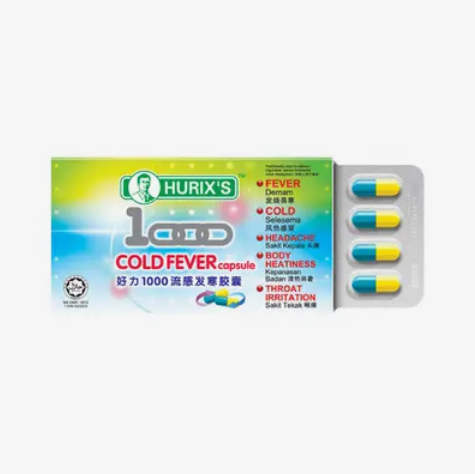 HURIX'S
TM
1000
COLD FEVER capsule
好力1000流感发寒胶囊
FEVER
Demam
发烧畏寒
COLD
Selesema
风热感冒
HEADACHE
Sakit Kepala 头痛
BODY
HEATINESS
Kepanasan
Badan 清热消暑
THROAT
IRRITATION
Sakit Tekak 喉痛